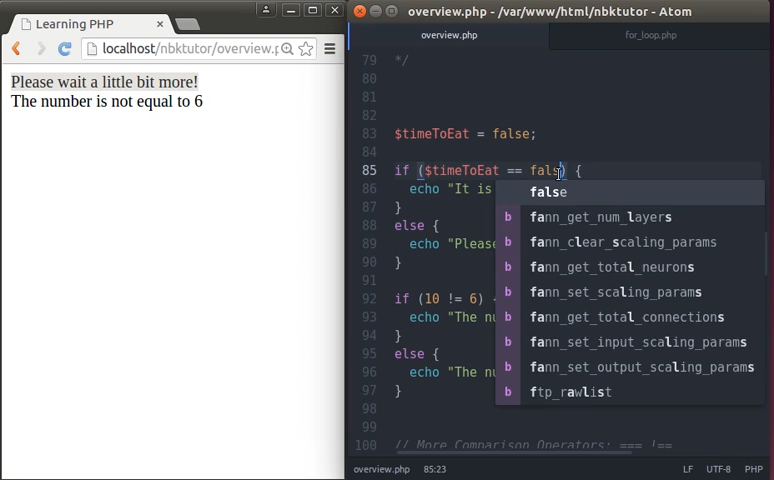 Learning PHP
localhost/nbktutor/overview.p
Please wait a little bit more!
The number is not equal to 6
overview.php - /var/www/html/nbktutor - Atom
overview.php
for_loop.php
79 */
80
81
82
83 $timeToEat = false;
84
85 if ($timeToEat == fals) {
86 echo "It is
87 }
88 else {
89 echo "Please
90 }
91
92 if (10 != 6) {
93 echo "The nu
94 }
95 else {
96 echo "The nu
97 }
98
99
100 // More Comparison Operators: === !==
false
b fann_get_num_layers
b fann_clear_scaling_params
b fann_get_total_neurons
b fann_set_scaling_params
b fann_get_total_connections
b fann_set_input_scaling_params
b fann_set_output_scaling_params
b ftp_rawlist
overview.php 85:23 LF UTF-8 PHP